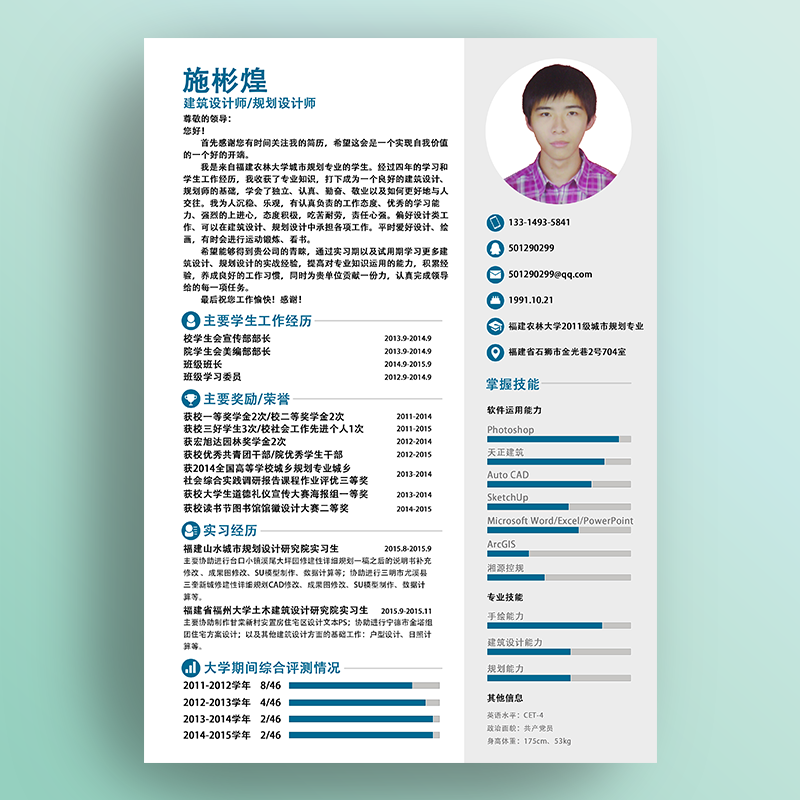 施彬煌
建筑设计师/规划设计师
尊敬的领导：
您好！
首先感谢您有时间关注我的简历，希望这会是一个实现自我价值
的一个好的开端。
我是来自福建农林大学城市规划专业的学生。经过四年的学习和
学生工作经历，我收获了专业知识，打下成为一个良好的建筑设计、
规划师的基础，学会了独立、认真、勤奋、敬业以及如何更好地与人
交往。我为人沉稳、乐观，有认真负责的工作态度、优秀的学习能
力、强烈的上进心，态度积极，吃苦耐劳，责任心强。偏好设计类工
作、可以在建筑设计、规划设计中承担各项工作。平时爱好设计、绘
画，有时会进行运动锻炼、看书。
希望能够得到贵公司的青睐，通过实习期以及试用期学习更多建
筑设计、规划设计的实战经验，提高对专业知识运用的能力，积累经
验，养成良好的工作习惯，同时为贵单位贡献一份力，认真完成领导
给的每一项任务。
最后祝您工作愉快！感谢！
主要学生工作经历
校学生会宣传部部长 2013.9-2014.9
院学生会美编部部长 2013.9-2014.9
班级班长 2014.9-2015.9
班级学习委员 2012.9-2014.9
主要奖励/荣誉
获校一等奖学金2次/校二等奖学金2次 2011-2014
获校三好学生3次/校社会工作先进个人1次 2011-2015
获宏旭达园林奖学金2次 2012-2014
获校优秀共青团干部/院优秀学生干部 2012-2015
获2014全国高等学校城乡规划专业城乡
社会综合实践调研报告课程作业评优三等奖 2013-2014
获校大学生道德礼仪宣传大赛海报组一等奖 2013-2014
获校读书节图书馆馆徽设计大赛二等奖 2014-2015
实习经历
福建山水城市规划设计研究院实习生 2015.8-2015.9
主要协助进行台口小镇溪尾大坪园修建性详细规划一稿之后的说明书补充
修改、成果图修改、SU模型制作、数据计算等；协助进行三明市尤溪县
三奎新城修建性详细规划CAD修改、成果图修改、SU模型制作、数据计
算等。
福建省福州大学土木建筑设计研究院实习生 2015.9-2015.11
主要协助制作甘棠新村安置房住宅区设计文本PS；协助进行宁德市金塔组
团住宅方案设计；以及其他建筑设计方面的基础工作：户型设计、日照计
算等。
大学期间综合评测情况
2011-2012学年 8/46
2012-2013学年 4/46
2013-2014学年 2/46
2014-2015学年 2/46
133-1493-5841
501290299
501290299@qq.com
1991.10.21
福建农林大学2011级城市规划专业
福建省石狮市金光巷2号704室
掌握技能
软件运用能力
Photoshop
天正建筑
Auto CAD
SketchUp
Microsoft Word/Excel/PowerPoint
ArcGIS
湘源控规
专业技能
手绘能力
建筑设计能力
规划能力
其他信息
英语水平：CET-4
政治面貌：共产党员
身高体重：175cm、53kg